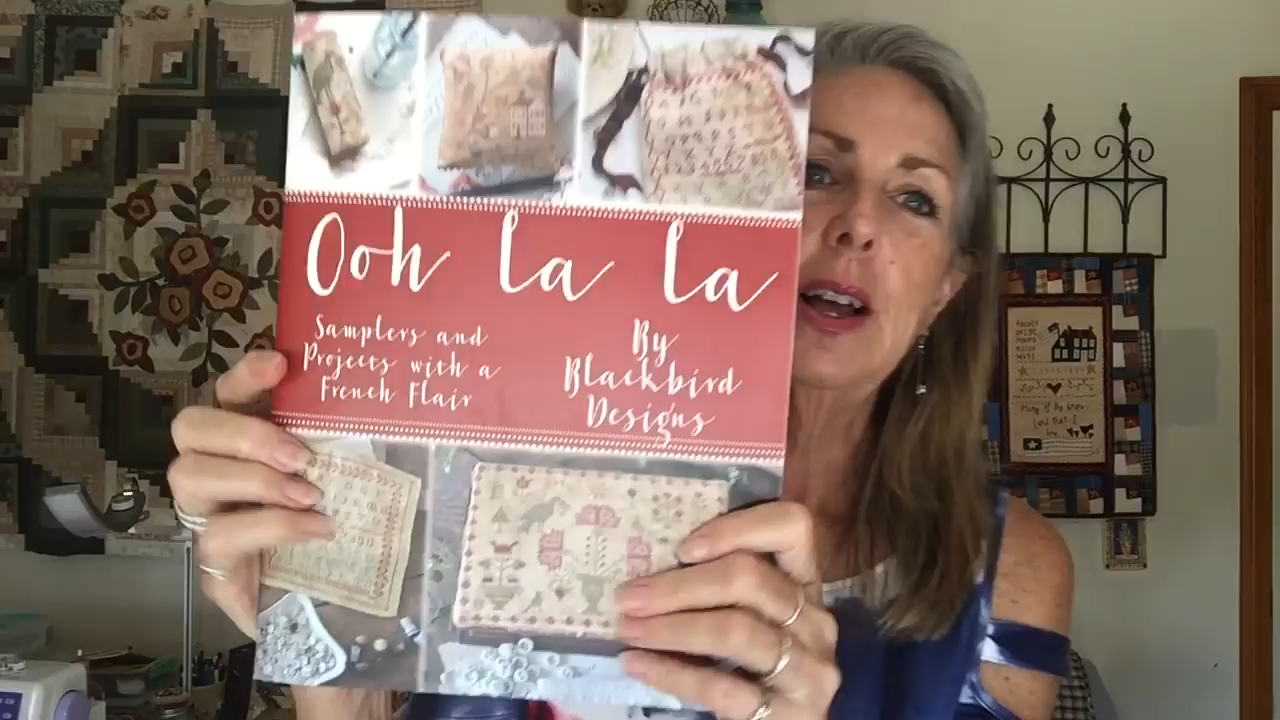 Ooh la la
Samplers and
Projects with a
French Flair
By
Blackbird
Designs